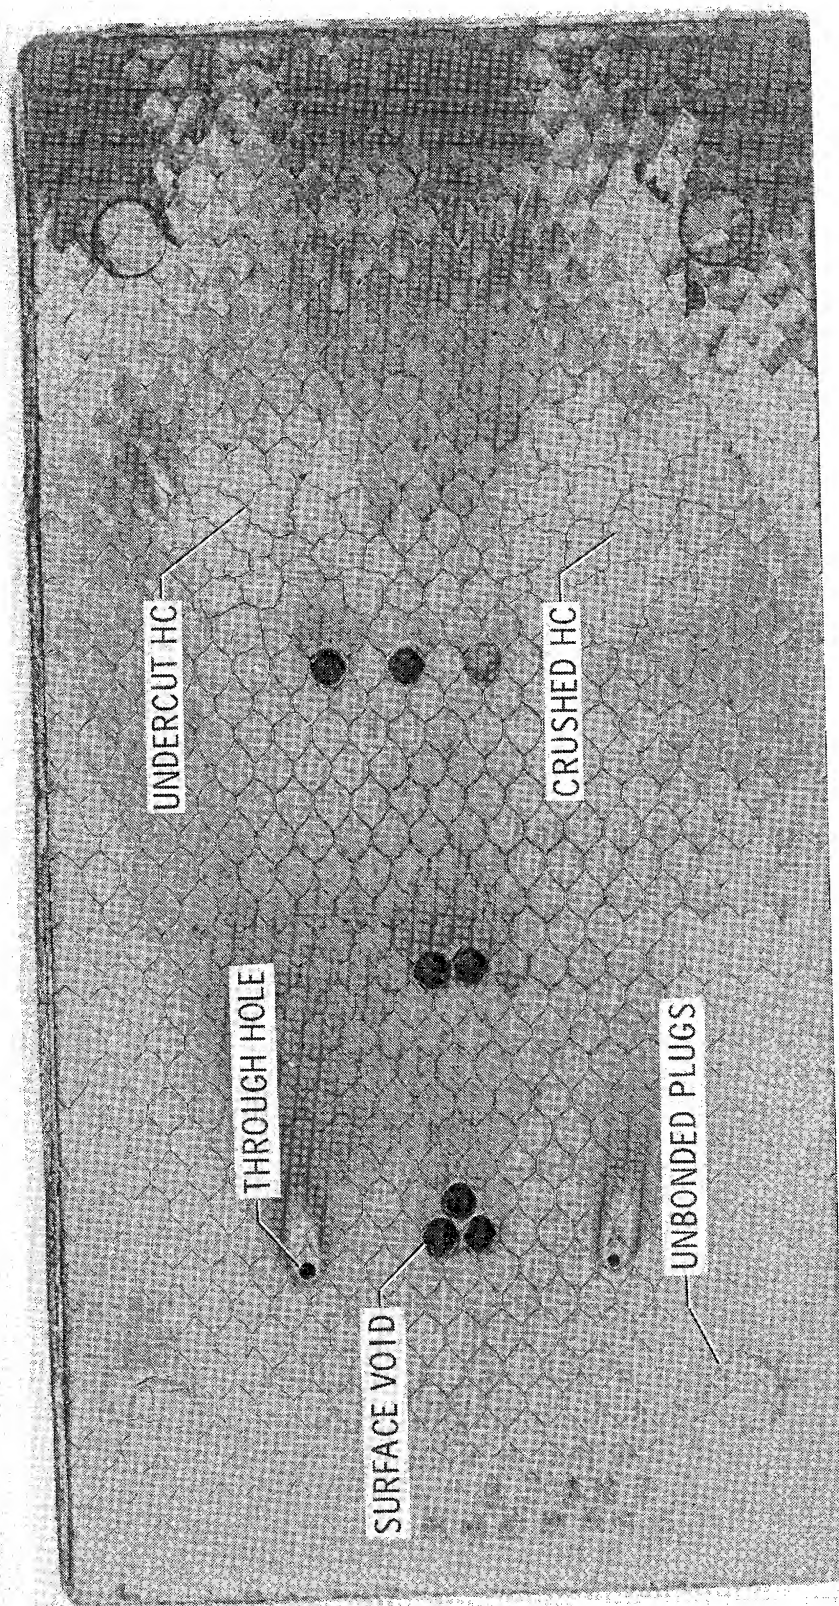 UNDERCUT HC
CRUSHED HC
THROUGH HOLE
SURFACE VOID
UNBONDED PLUGS